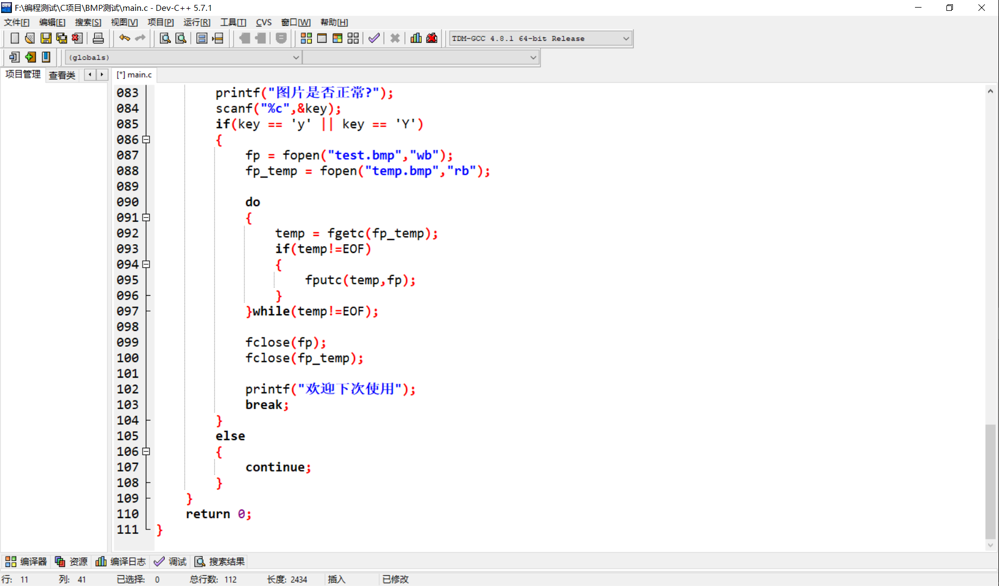 F:\编程测试\C项目\BMP测试\main.c - Dev-C++ 5.7.1
文件[F] 编辑[E] 搜索[S] 视图[V] 项目[P] 运行[R] 工具[T] CVS 窗口[W] 帮助[H]
TDM-GCC 4.8.1 64-bit Release
(globals)
项目管理 查看类 [*] main.c
083 printf("图片是否正常?");
084 scanf("%c",&key);
085 if(key == 'y' || key == 'Y')
086 {
087 fp = fopen("test.bmp","wb");
088 fp_temp = fopen("temp.bmp","rb");
089
090 do
091 {
092 temp = fgetc(fp_temp);
093 if(temp!=EOF)
094 {
095 fputc(temp,fp);
096 }
097 }while(temp!=EOF);
098
099 fclose(fp);
100 fclose(fp_temp);
101
102 printf("欢迎下次使用");
103 break;
104 }
105 else
106 {
107 continue;
108 }
109 }
110 return 0;
111 }
编译器 资源 编译日志 调试 搜索结果
行: 11 列: 41 已选择: 0 总行数: 112 长度: 2434 插入 已修改